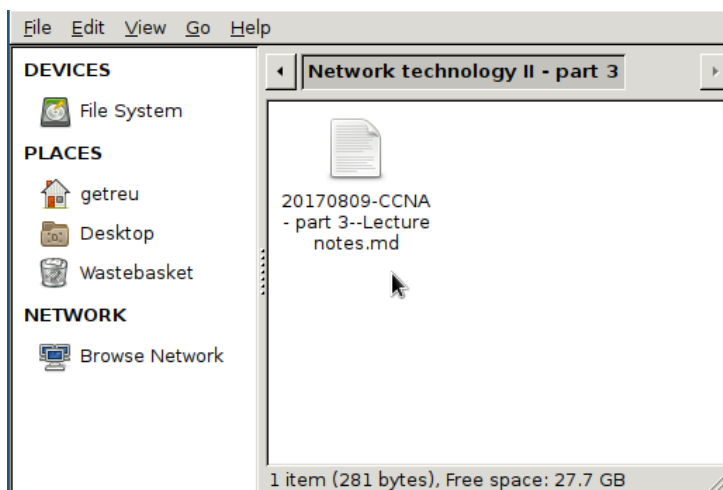 File Edit View Go Help
DEVICES
File System
PLACES
getreu
Desktop
Wastebasket
NETWORK
Browse Network
Network technology II - part 3
20170809-CCNA
- part 3--Lecture
notes.md
1 item (281 bytes), Free space: 27.7 GB